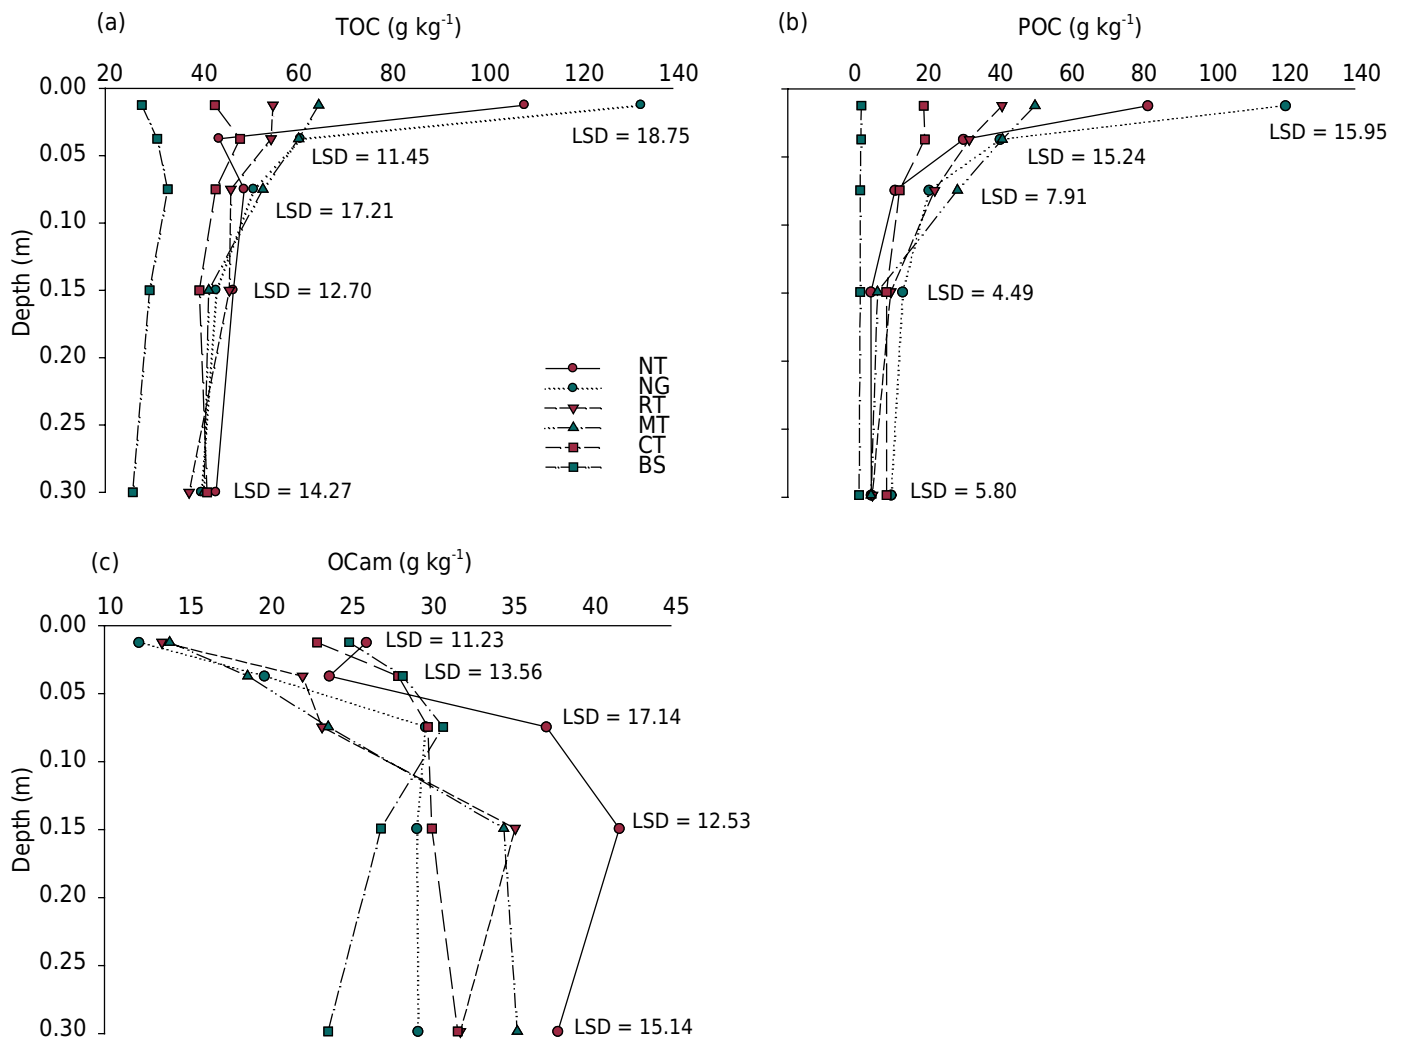 (a)
TOC (g kg-1)
20 40 60 80 100 120 140
0.00
0.05
0.10
0.15
0.20
0.25
0.30
Depth (m)
LSD = 18.75
LSD = 11.45
LSD = 17.21
LSD = 12.70
LSD = 14.27
NT
NG
RT
MT
CT
BS
(b)
POC (g kg-1)
0 20 40 60 80 100 120 140
LSD = 15.95
LSD = 15.24
LSD = 7.91
LSD = 4.49
LSD = 5.80
(c)
OCam (g kg-1)
10 15 20 25 30 35 40 45
0.00
0.05
0.10
0.15
0.20
0.25
0.30
Depth (m)
LSD = 11.23
LSD = 13.56
LSD = 17.14
LSD = 12.53
LSD = 15.14